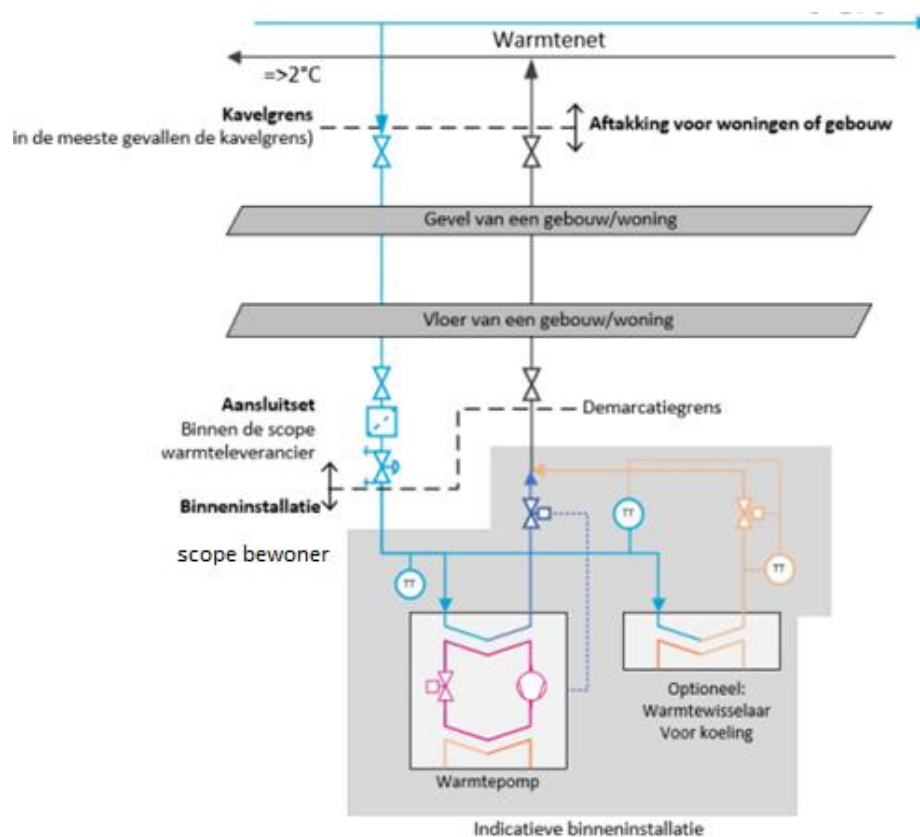 Warmtenet
=>2°C
Kavelgrens
in de meeste gevallen de kavelgrens)
Aftakking voor woningen of gebouw
Gevel van een gebouw/woning
Vloer van een gebouw/woning
Aansluitset
Binnen de scope
warmteleverancier
Demarcatiegrens
Binneninstallatie
scope bewoner
TT
TT
TT
Optioneel:
Warmtewisselaar
Voor koeling
Warmtepomp
Indicatieve binneninstallatie